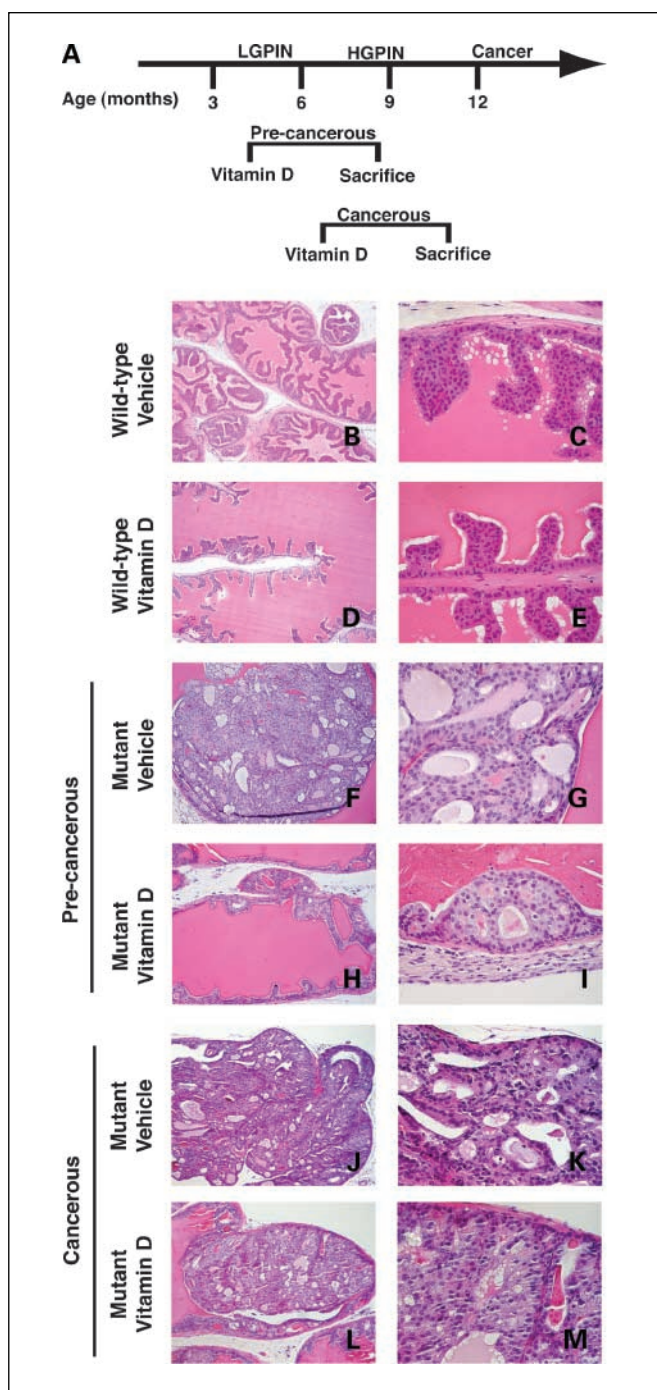 A
LGPIN HGPIN Cancer
Age (months) 3 6 9 12
Pre-cancerous
Vitamin D Sacrifice
Cancerous
Vitamin D Sacrifice
Wild-type
Vehicle
B C
Wild-type
Vitamin D
D E
Pre-cancerous
Mutant
Vehicle
F G
Mutant
Vitamin D
H I
Cancerous
Mutant
Vehicle
J K
Mutant
Vitamin D
L M